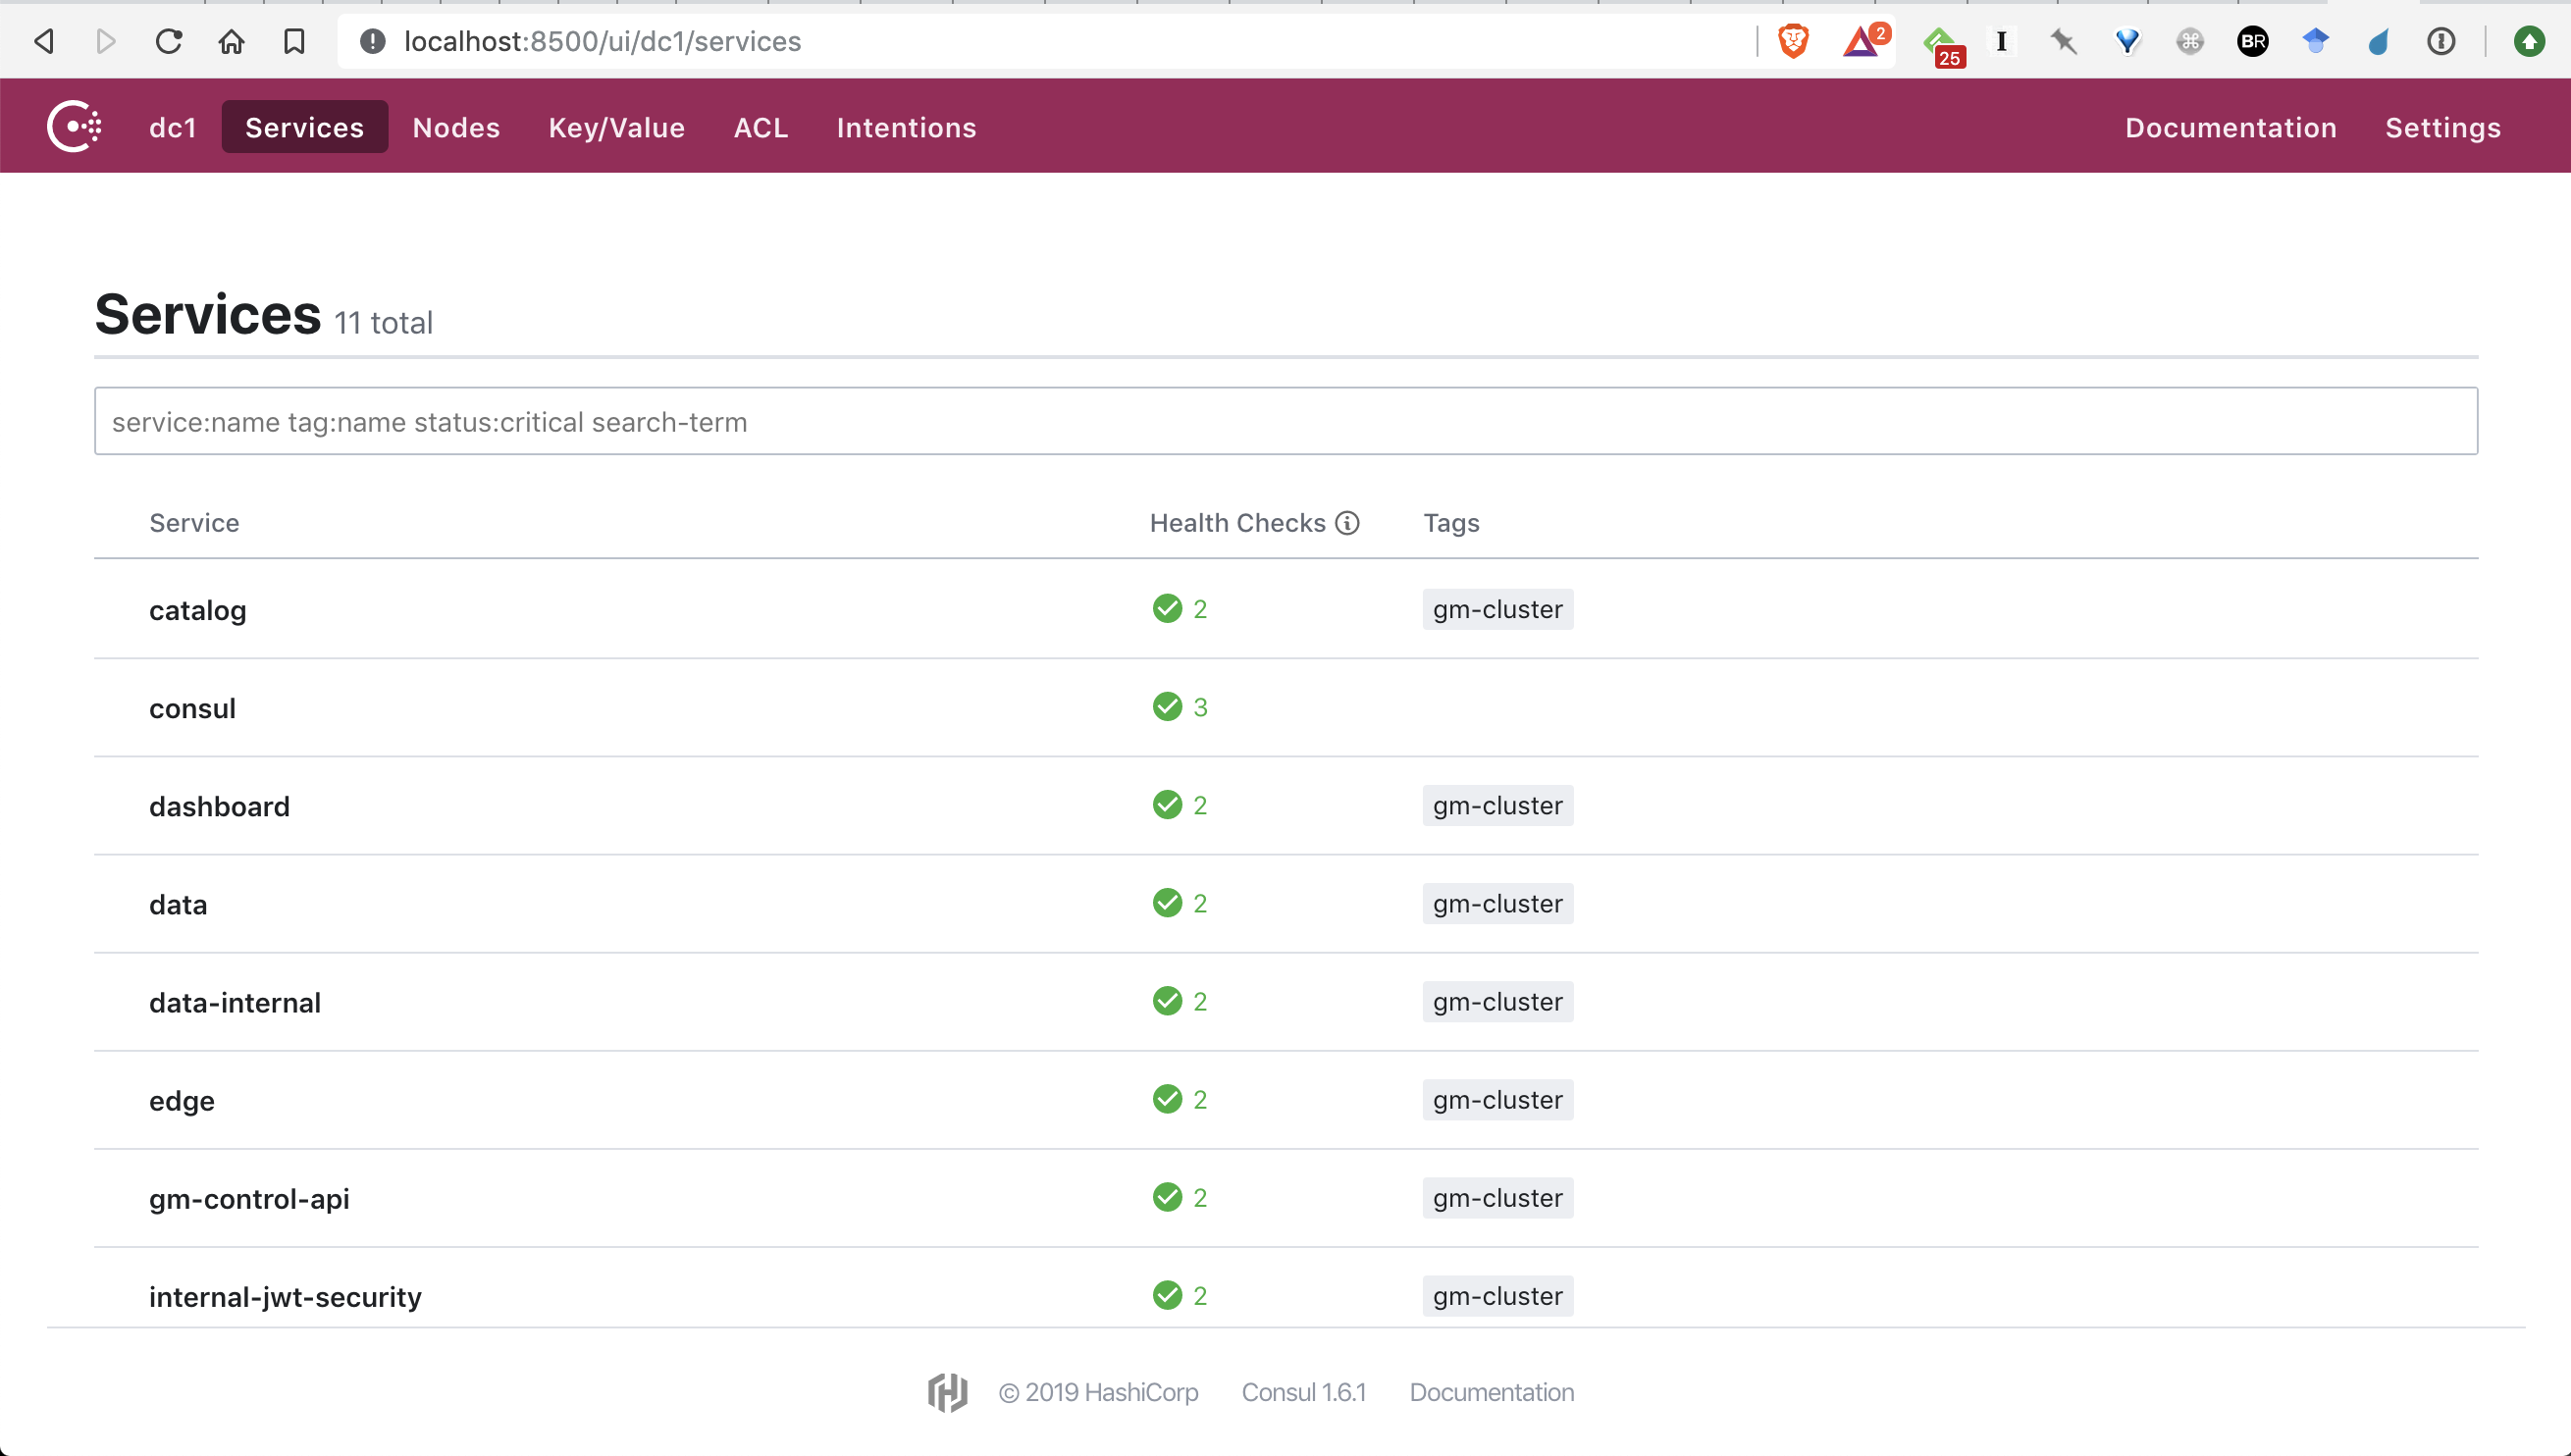 localhost:8500/ui/dc1/services 2 25 I BR
dc1 Services Nodes Key/Value ACL Intentions Documentation Settings
Services 11 total
service:name tag:name status:critical search-term
Service Health Checks Tags
catalog 2 gm-cluster
consul 3
dashboard 2 gm-cluster
data 2 gm-cluster
data-internal 2 gm-cluster
edge 2 gm-cluster
gm-control-api 2 gm-cluster
internal-jwt-security 2 gm-cluster
© 2019 HashiCorp Consul 1.6.1 Documentation